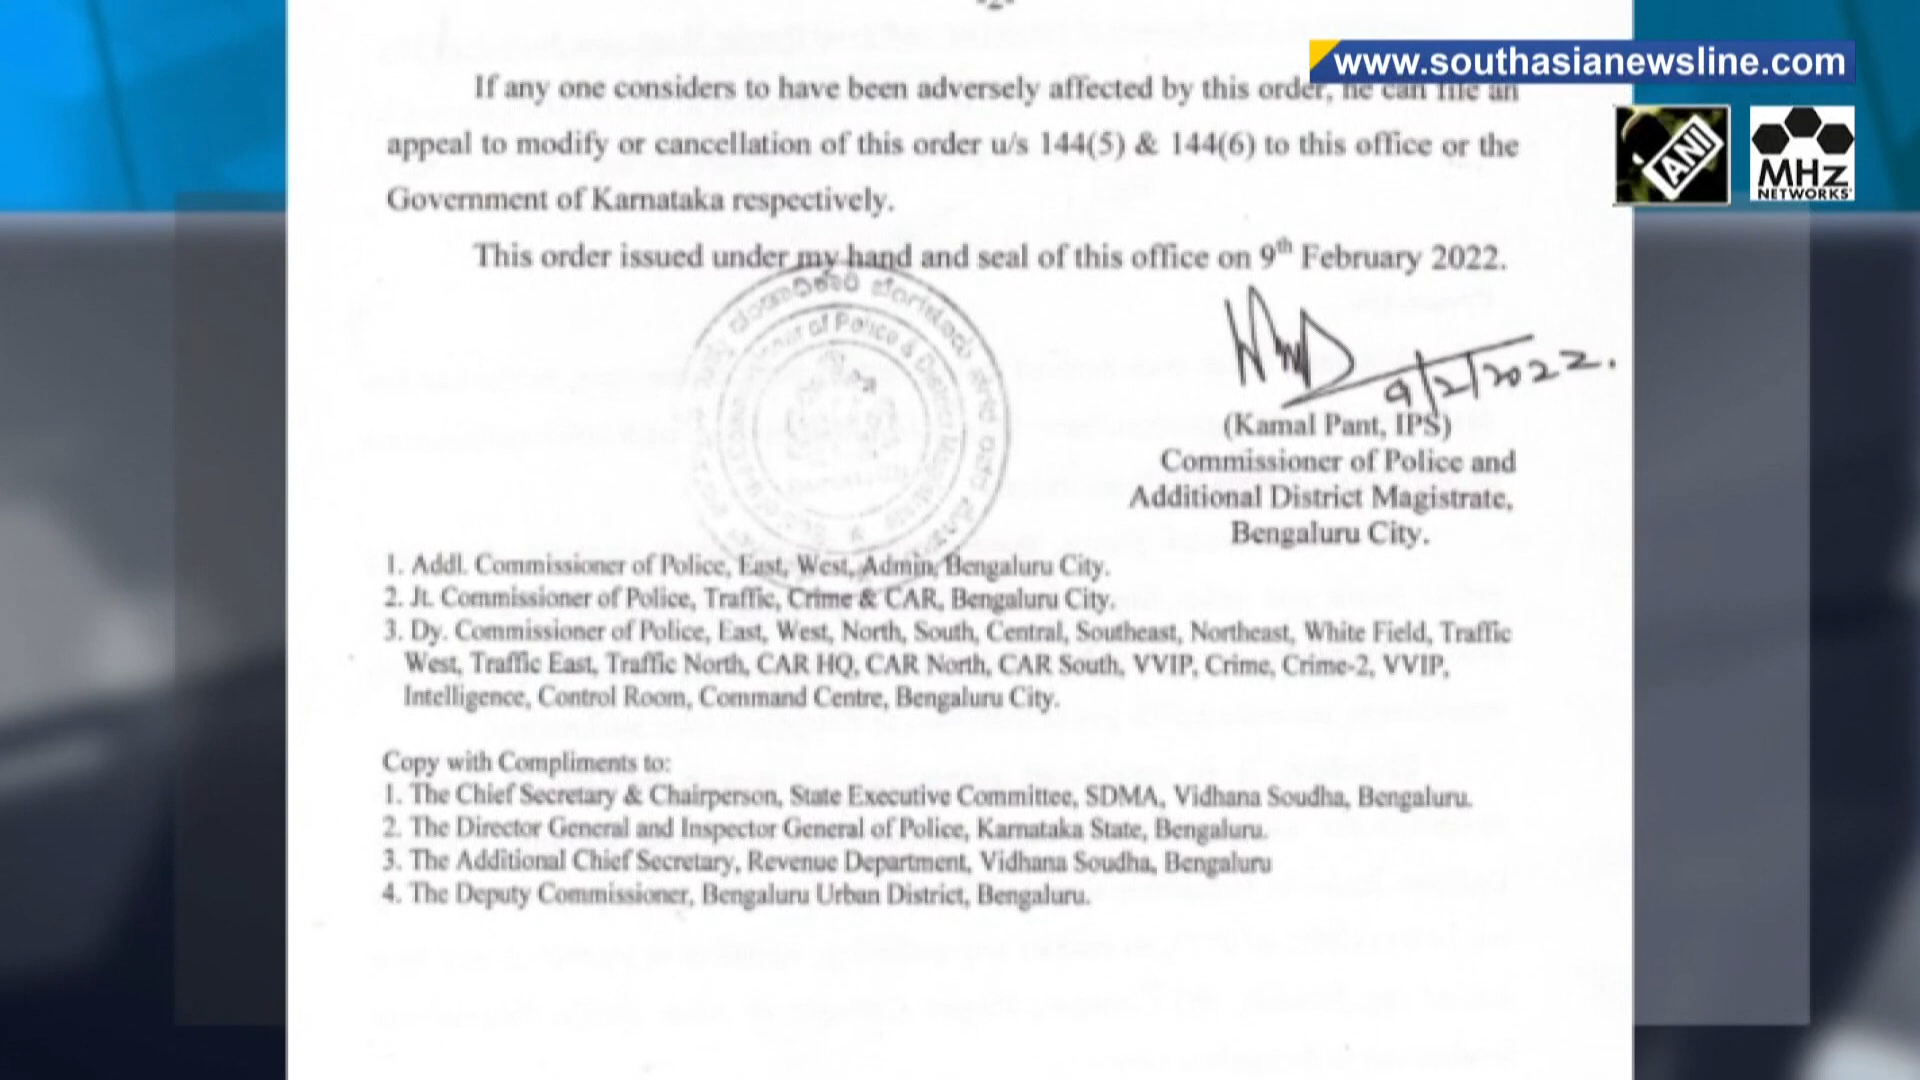 -2-
www.southasianewsline.com
ANI
MHz
NETWORKS
If any one considers to have been adversely affected by this order, he can file an
appeal to modify or cancellation of this order u/s 144(5) & 144(6) to this office or the
Government of Karnataka respectively.
This order issued under my hand and seal of this office on 9th February 2022.
of Police & District
9/2/2022.
(Kamal Pant, IPS)
Commissioner of Police and
Additional District Magistrate,
Bengaluru City.
1. Addl. Commissioner of Police, East, West, Admin, Bengaluru City.
2. Jt. Commissioner of Police, Traffic, Crime & CAR, Bengaluru City.
3. Dy. Commissioner of Police, East, West, North, South, Central, Southeast, Northeast, White Field, Traffic
West, Traffic East, Traffic North, CAR HQ, CAR North, CAR South, VVIP, Crime, Crime-2, VVIP,
Intelligence, Control Room, Command Centre, Bengaluru City.
Copy with Compliments to:
1. The Chief Secretary & Chairperson, State Executive Committee, SDMA, Vidhana Soudha, Bengaluru.
2. The Director General and Inspector General of Police, Karnataka State, Bengaluru.
3. The Additional Chief Secretary, Revenue Department, Vidhana Soudha, Bengaluru
4. The Deputy Commissioner, Bengaluru Urban District, Bengaluru.